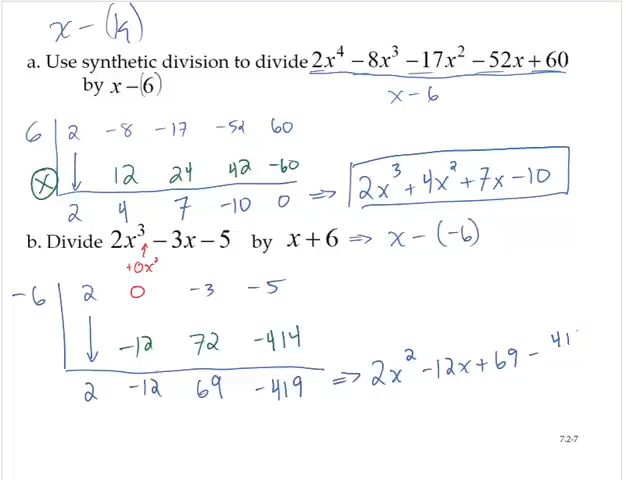 x - (k)
a. Use synthetic division to divide 2x⁴ - 8x³ - 17x² - 52x + 60
by x - (6)
x - 6
6 2 -8 -17 -52 60
x 12 24 42 -60
2 4 7 -10 0 ⇒ 2x³ + 4x² + 7x - 10
b. Divide 2x³ - 3x - 5 by x + 6 ⇒ x - (-6)
+0x²
-6 2 0 -3 -5
-12 72 -414
2 -12 69 -419 ⇒ 2x² - 12x + 69 - 41
7.2-7